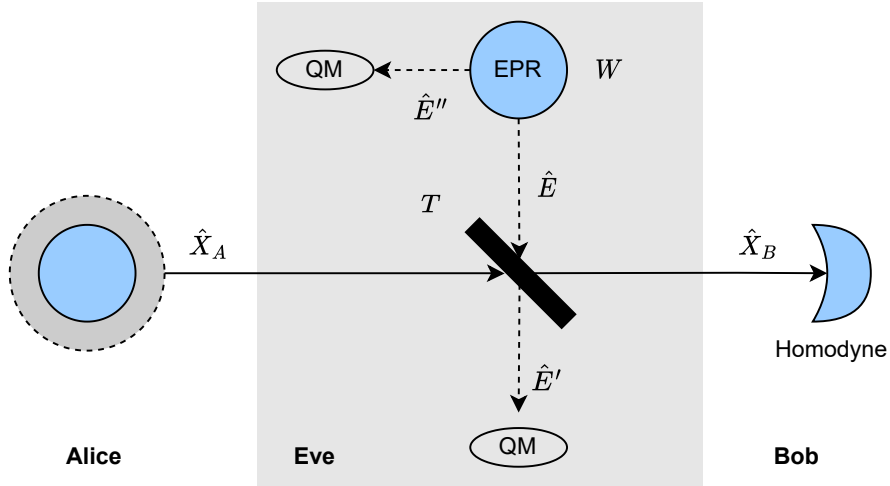 QM
EPR
W
Ê''
Ê
T
X̂_A
X̂_B
Homodyne
Ê'
QM
Alice
Eve
Bob